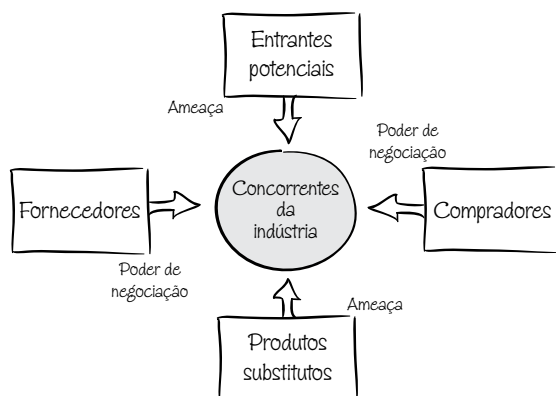 Entrantes
potenciais
Ameaça
Poder de
negociação
Fornecedores
Concorrentes
da
indústria
Compradores
Poder de
negociação
Ameaça
Produtos
substitutos